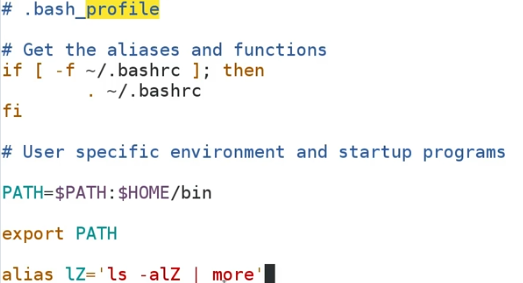 # .bash_profile
# Get the aliases and functions
if [ -f ~/.bashrc ]; then
        . ~/.bashrc
fi
# User specific environment and startup programs
PATH=$PATH:$HOME/bin
export PATH
alias lZ='ls -alZ | more'